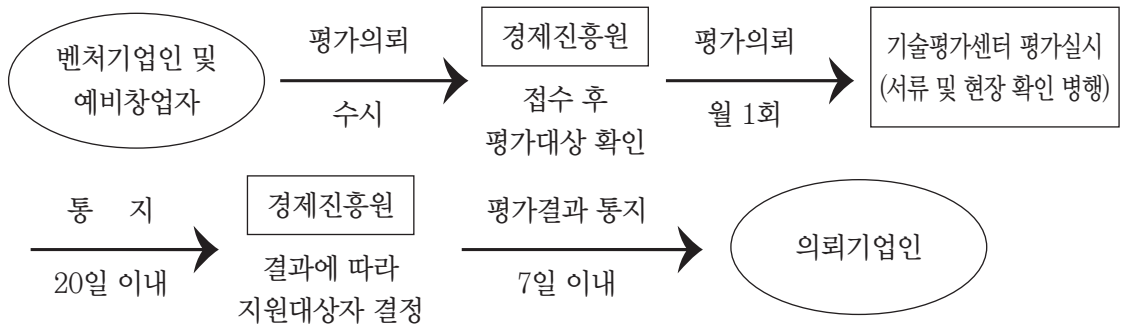 벤처기업인 및
예비창업자
평가의뢰
수시
경제진흥원
접수 후
평가대상 확인
평가의뢰
월 1회
기술평가센터 평가실시
(서류 및 현장 확인 병행)
통 지
20일 이내
경제진흥원
결과에 따라
지원대상자 결정
평가결과 통지
7일 이내
의뢰기업인